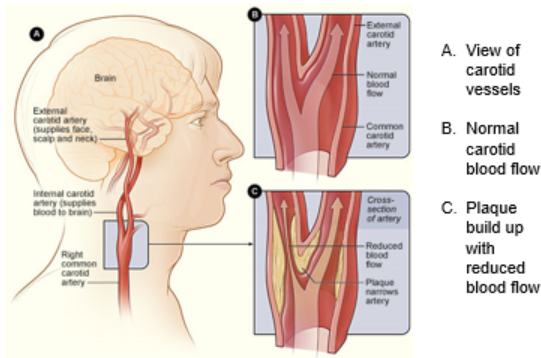 A
Brain
External
carotid artery
(supplies face,
scalp and neck)
Internal carotid
artery (supplies
blood to brain)
Right
common
carotid
artery
B
External
carotid
artery
Normal
blood
flow
Common
carotid
artery
C
Cross-
section
of artery
Reduced
blood
flow
Plaque
narrows
artery
A. View of
carotid
vessels
B. Normal
carotid
blood flow
C. Plaque
build up
with
reduced
blood flow